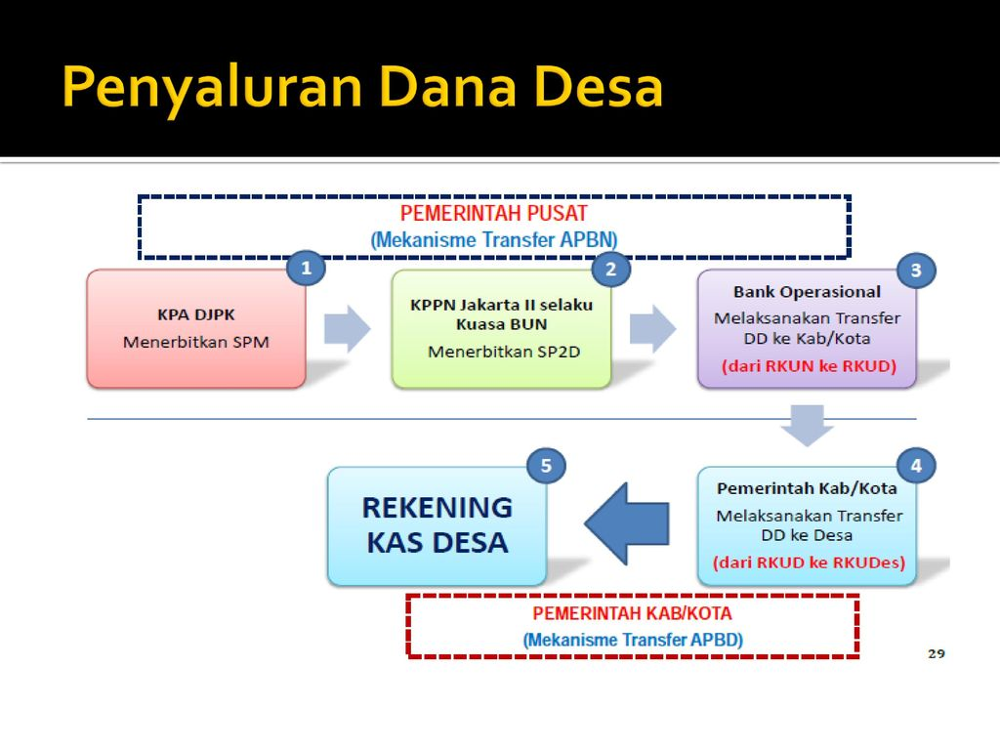 Penyaluran Dana Desa
PEMERINTAH PUSAT
(Mekanisme Transfer APBN)
1
KPA DJPK
Menerbitkan SPM
2
KPPN Jakarta II selaku
Kuasa BUN
Menerbitkan SP2D
3
Bank Operasional
Melaksanakan Transfer
DD ke Kab/Kota
(dari RKUN ke RKUD)
4
Pemerintah Kab/Kota
Melaksanakan Transfer
DD ke Desa
(dari RKUD ke RKUDes)
5
REKENING
KAS DESA
PEMERINTAH KAB/KOTA
(Mekanisme Transfer APBD)
29